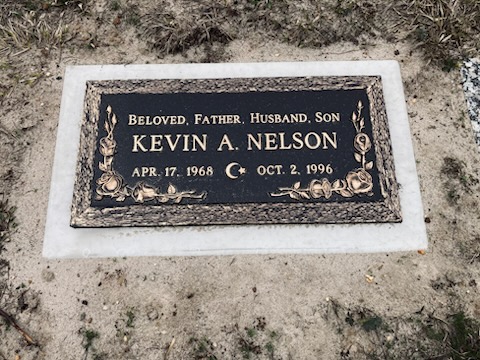 BELOVED, FATHER, HUSBAND, SON
KEVIN A. NELSON
APR. 17, 1968 OCT. 2, 1996